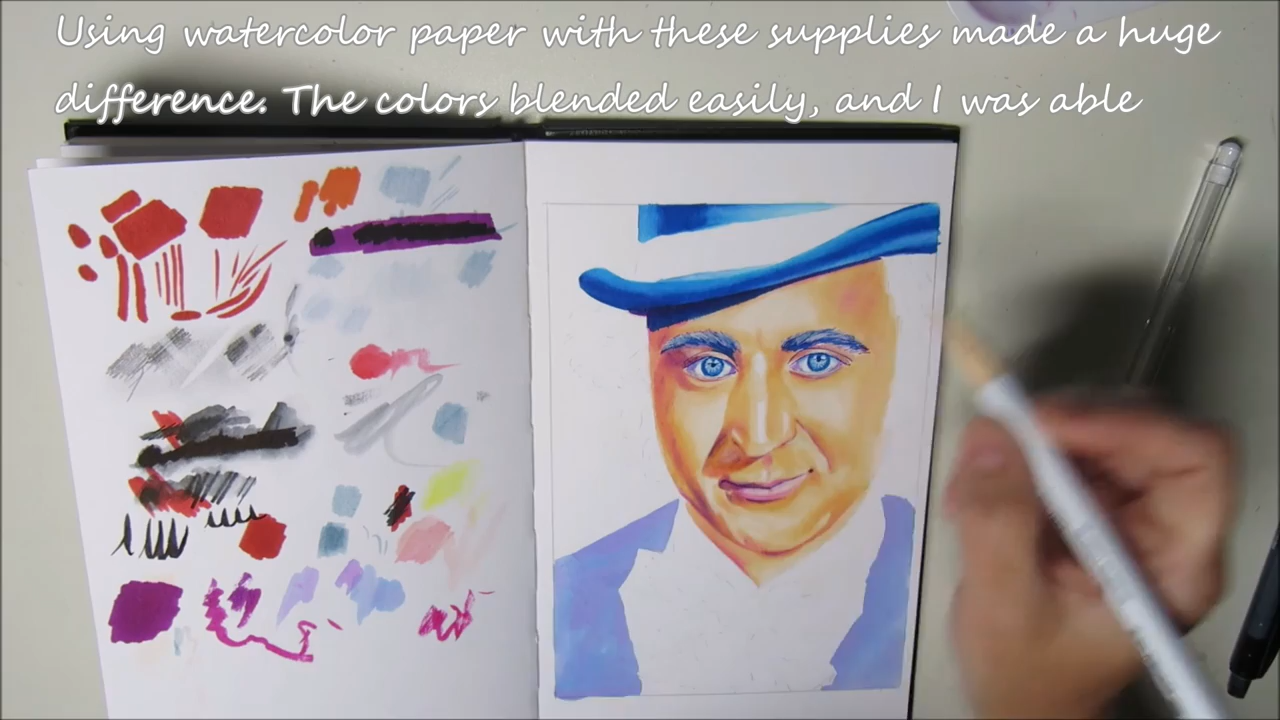 Using watercolor paper with these supplies made a huge
difference. The colors blended easily, and I was able